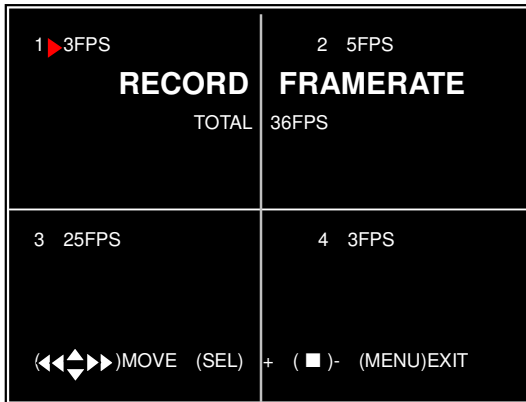 1 ▶ 3FPS 2 5FPS
RECORD FRAMERATE
TOTAL 36FPS
3 25FPS 4 3FPS
(◀◀▲▼▶▶)MOVE (SEL) + ( ■ )- (MENU)EXIT